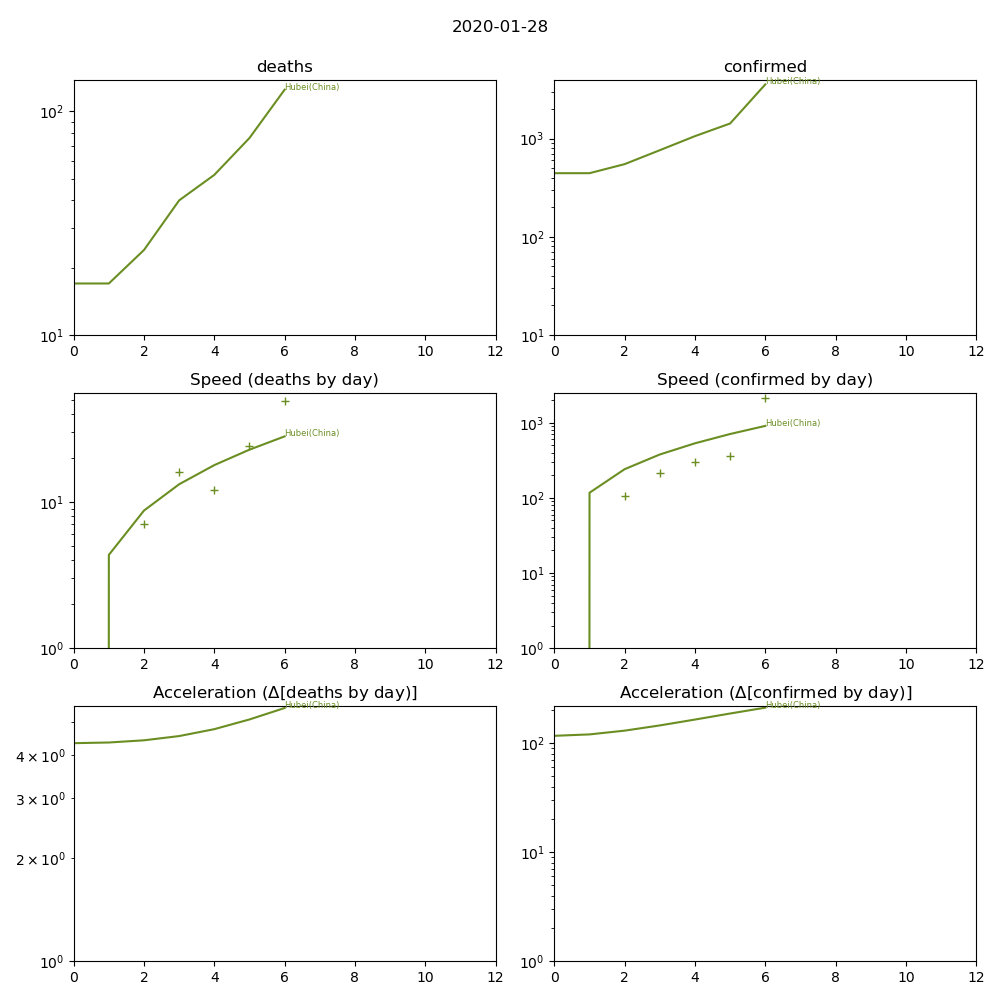 2020-01-28
deaths
confirmed
Hubei(China)
Hubei(China)
10²
10¹
10³
10²
10¹
0 2 4 6 8 10 12
0 2 4 6 8 10 12
Speed (deaths by day)
Speed (confirmed by day)
Hubei(China)
Hubei(China)
10¹
10⁰
10³
10²
10¹
10⁰
0 2 4 6 8 10 12
0 2 4 6 8 10 12
Acceleration (Δ[deaths by day)]
Acceleration (Δ[confirmed by day)]
Hubei(China)
Hubei(China)
4 × 10⁰
3 × 10⁰
2 × 10⁰
10⁰
10²
10¹
10⁰
0 2 4 6 8 10 12
0 2 4 6 8 10 12